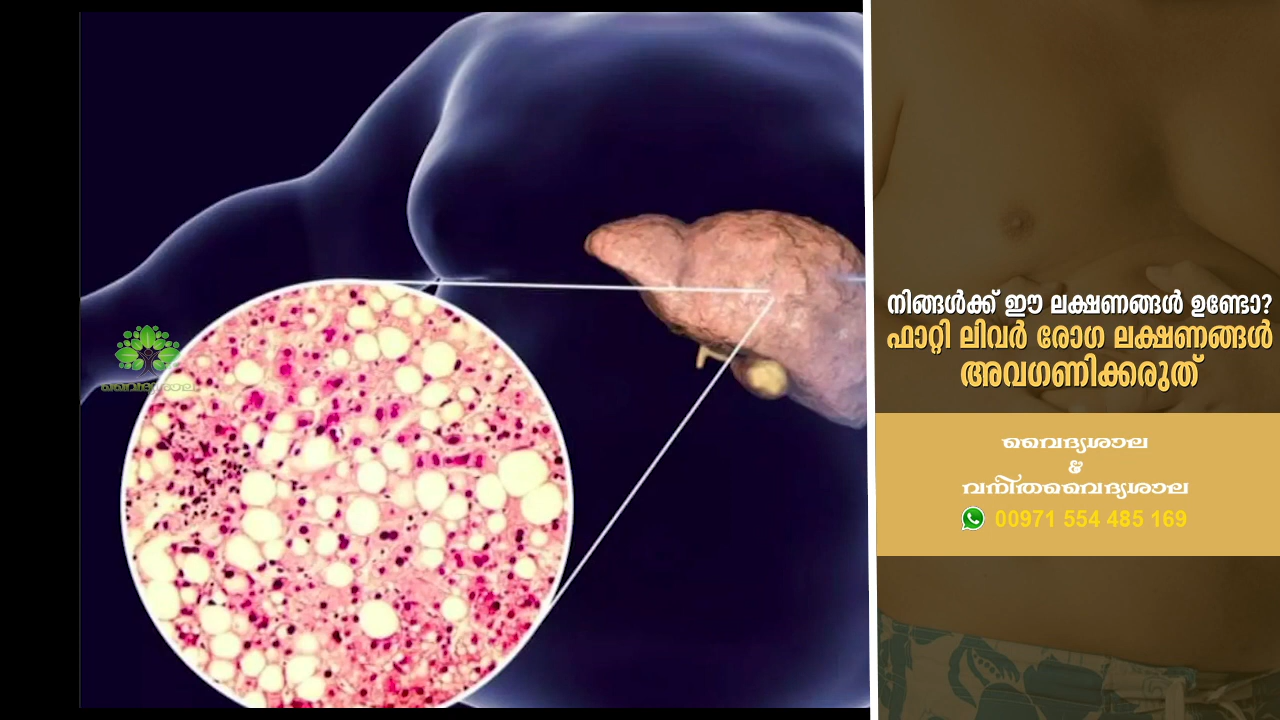 നിങ്ങൾക്ക് ഈ ലക്ഷണങ്ങൾ ഉണ്ടോ?
ഫാറ്റി ലിവർ രോഗ ലക്ഷണങ്ങൾ
അവഗണിക്കരുത്
വൈദ്യശാല
&
വനിതവൈദ്യശാല
00971 554 485 169
വൈദ്യശാല